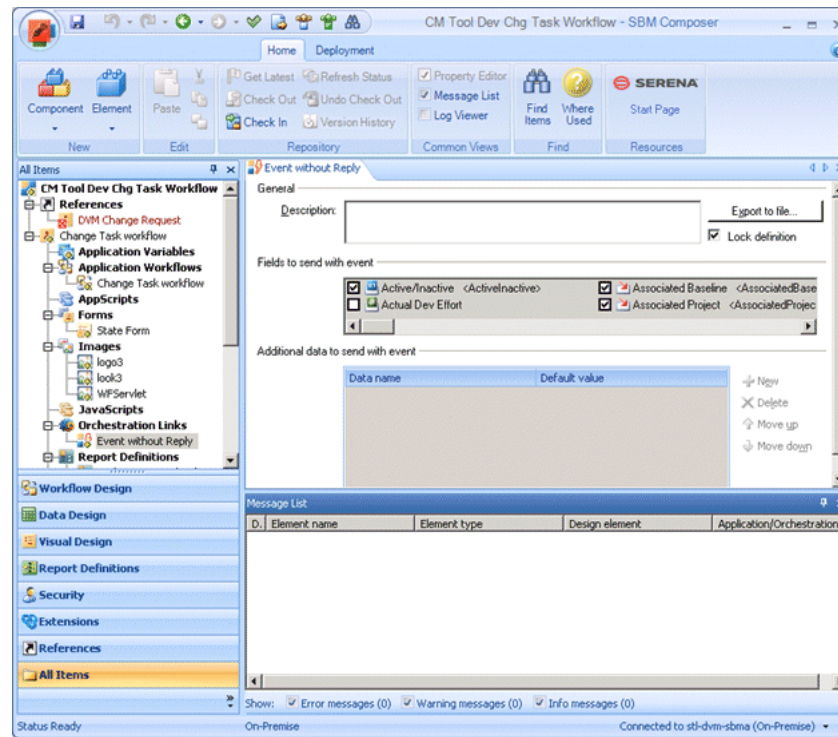 CM Tool Dev Chg Task Workflow - SBM Composer
Home Deployment
Component Element
New
Paste
Edit
Get Latest Refresh Status
Check Out Undo Check Out
Check In Version History
Repository
Property Editor
Message List
Log Viewer
Common Views
Find Items Where Used
Find
SERENA
Start Page
Resources
All Items
CM Tool Dev Chg Task Workflow
References
DVM Change Request
Change Task workflow
Application Variables
Application Workflows
Change Task workflow
AppScripts
Forms
State Form
Images
logo3
look3
WFServlet
JavaScripts
Orchestration Links
Event without Reply
Report Definitions
Workflow Design
Data Design
Visual Design
Report Definitions
Security
Extensions
References
All Items
Event without Reply
General
Description:
Export to file...
Lock definition
Fields to send with event
Active/Inactive <ActiveInactive> Associated Baseline <AssociatedBase
Actual Dev Effort Associated Project <AssociatedProjec
Additional data to send with event
Data name Default value
New
Delete
Move up
Move down
Message List
D. Element name Element type Design element Application/Orchestration
Show: Error messages (0) Warning messages (0) Info messages (0)
Status Ready On-Premise Connected to stl-dvm-sbma (On-Premise)